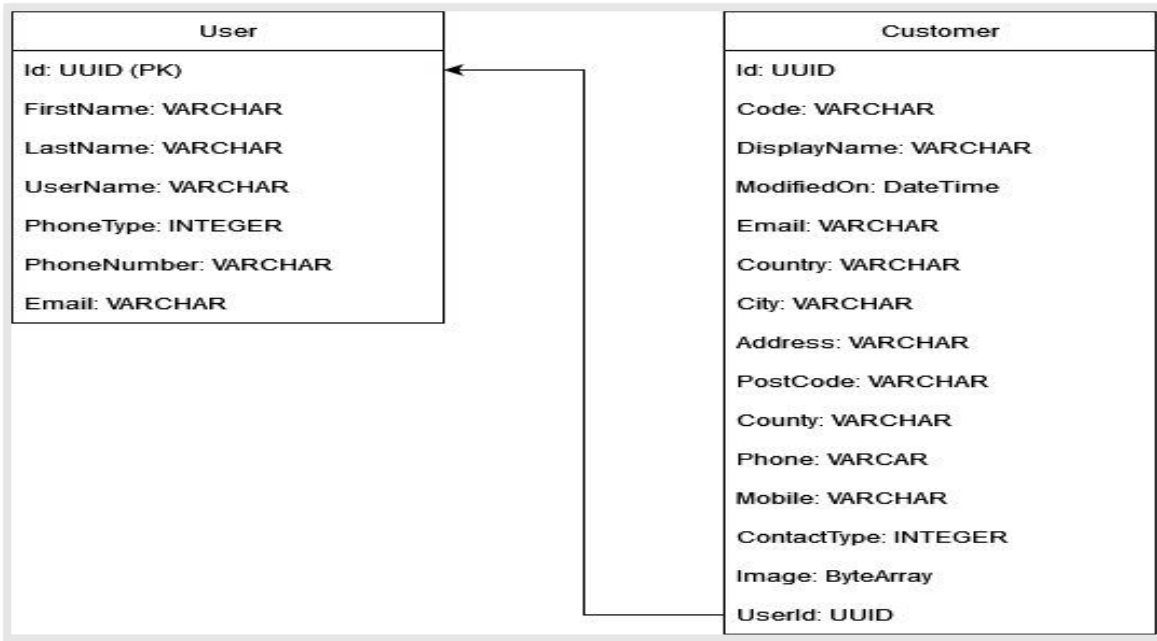 User
Id: UUID (PK)
FirstName: VARCHAR
LastName: VARCHAR
UserName: VARCHAR
PhoneType: INTEGER
PhoneNumber: VARCHAR
Email: VARCHAR
Customer
Id: UUID
Code: VARCHAR
DisplayName: VARCHAR
ModifiedOn: DateTime
Email: VARCHAR
Country: VARCHAR
City: VARCHAR
Address: VARCHAR
PostCode: VARCHAR
County: VARCHAR
Phone: VARCAR
Mobile: VARCHAR
ContactType: INTEGER
Image: ByteArray
UserId: UUID